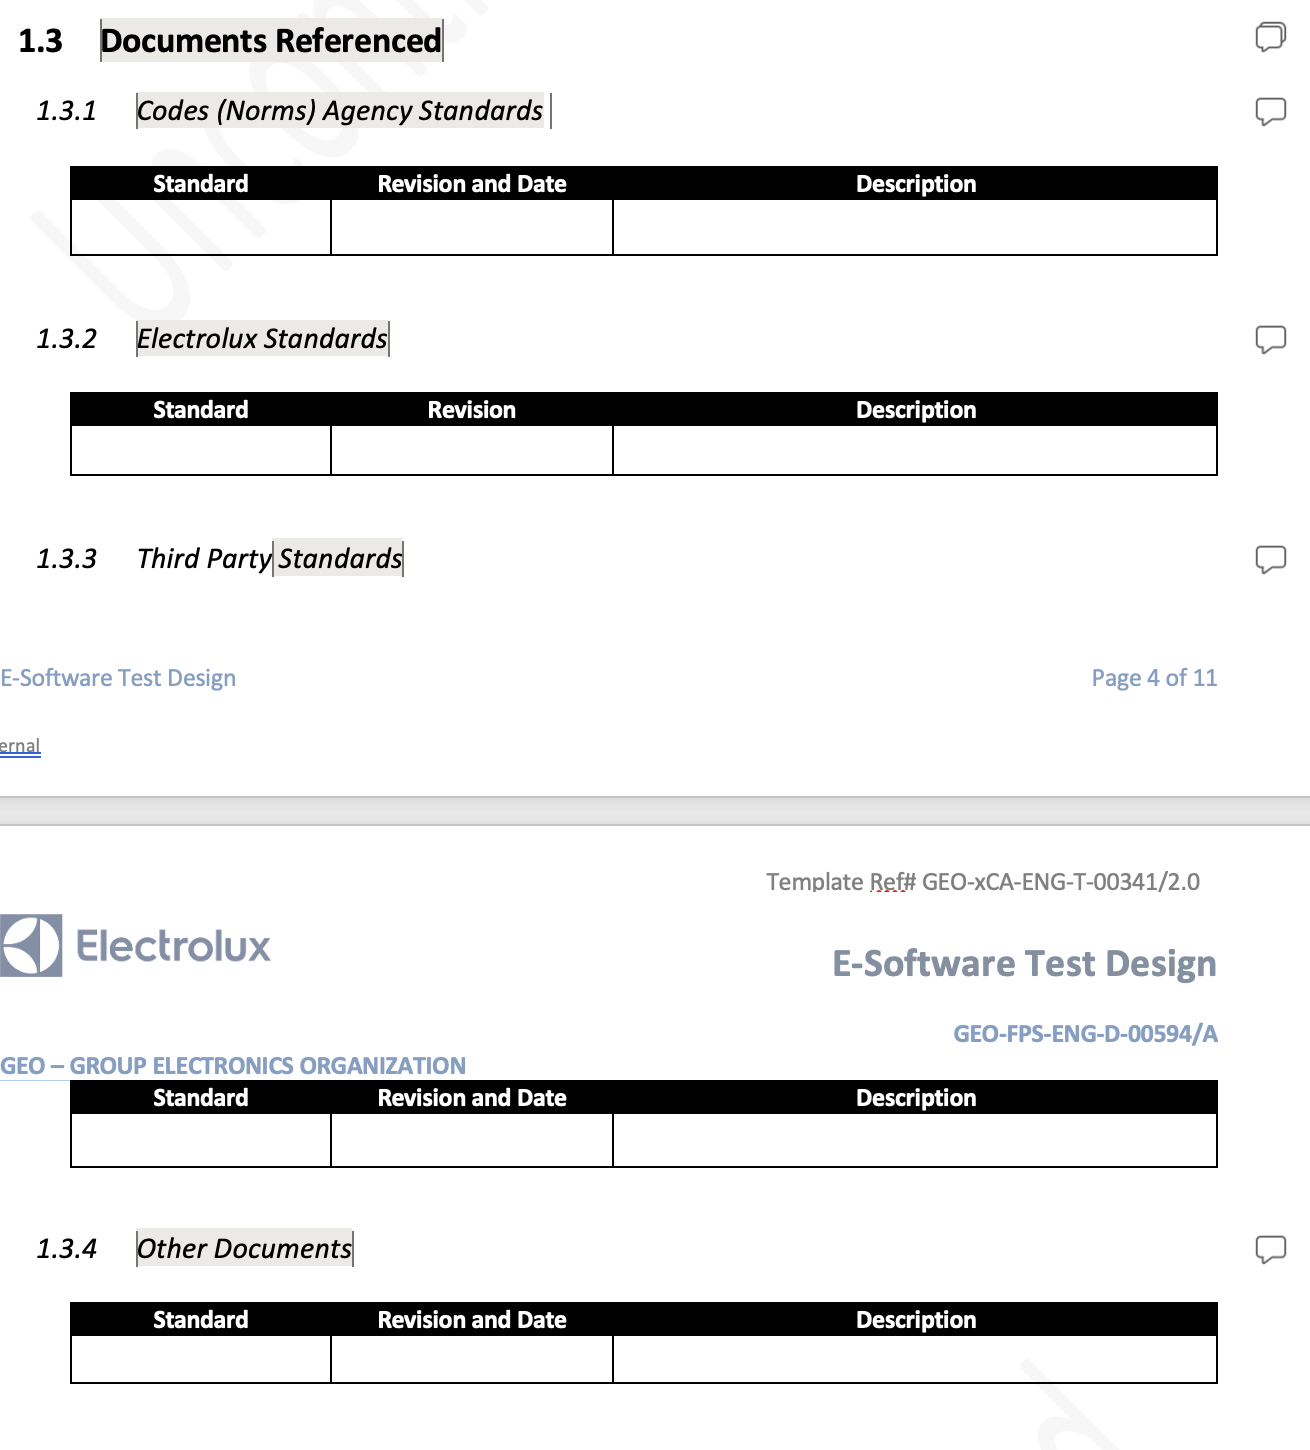 1.3 Documents Referenced
1.3.1 Codes (Norms) Agency Standards
Standard Revision and Date Description
1.3.2 Electrolux Standards
Standard Revision Description
1.3.3 Third Party Standards
E-Software Test Design Page 4 of 11
ernal
Template Ref# GEO-xCA-ENG-T-00341/2.0
Electrolux
E-Software Test Design
GEO-FPS-ENG-D-00594/A
GEO – GROUP ELECTRONICS ORGANIZATION
Standard Revision and Date Description
1.3.4 Other Documents
Standard Revision and Date Description